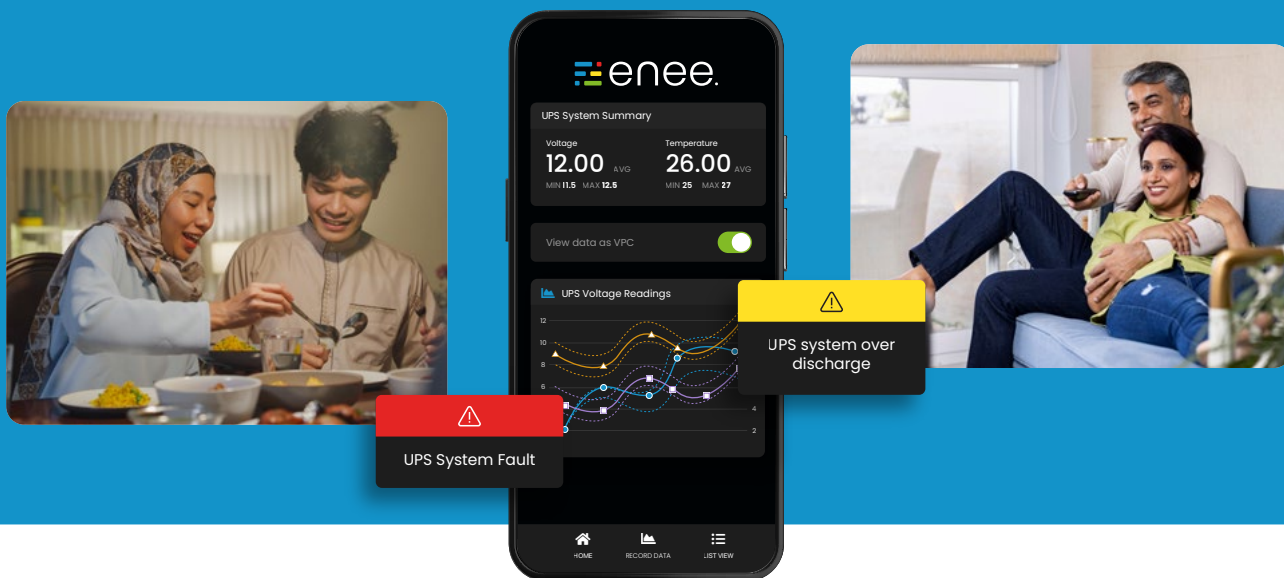 enee.
UPS System Summary
Voltage
12.00 AVG
MIN 11.5 MAX 12.5
Temperature
26.00 AVG
MIN 25 MAX 27
View data as VPC
UPS Voltage Readings
12
10
8
6
4
2
UPS system over
discharge
UPS System Fault
HOME
RECORD DATA
LIST VIEW